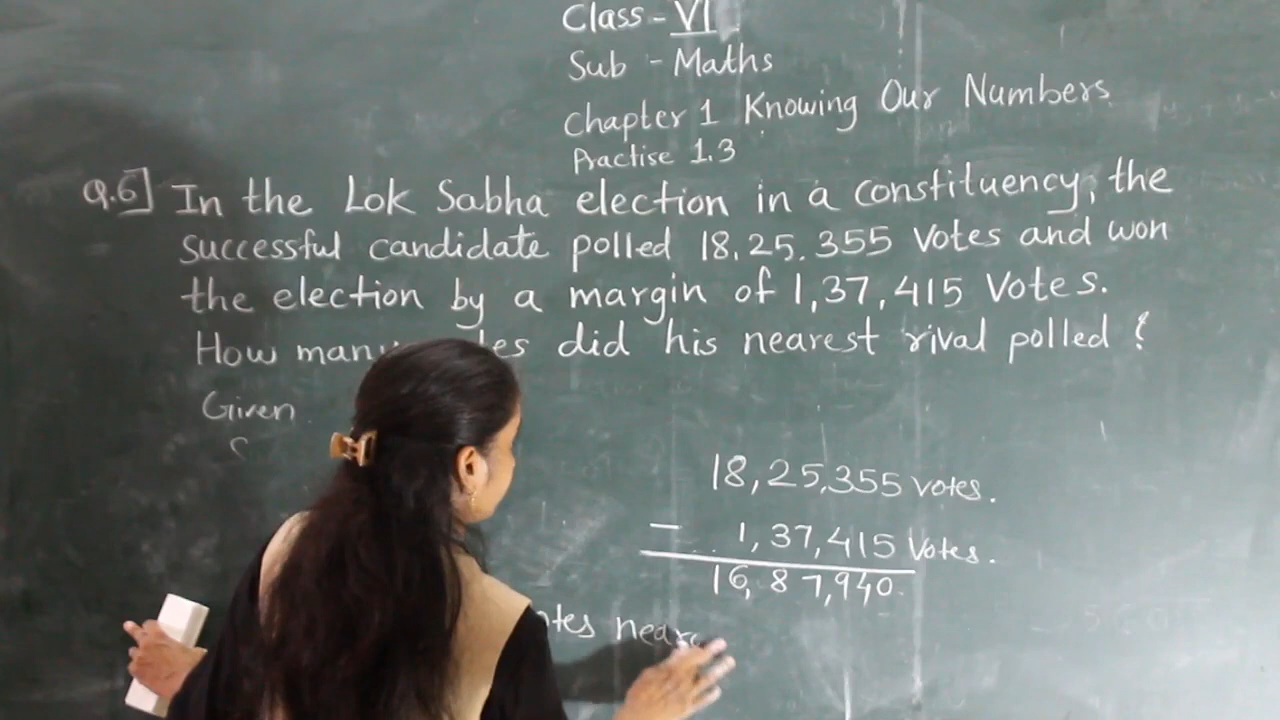 Class - VI
Sub - Maths
Chapter 1 Knowing Our Numbers
Practise 1.3
Q.6] In the Lok Sabha election in a constituency, the
successful candidate polled 18,25,355 Votes and won
the election by a margin of 1,37,415 Votes.
How many did his nearest rival polled ?
Given
18,25,355 votes.
- 1,37,415 Votes.
16,87,940.